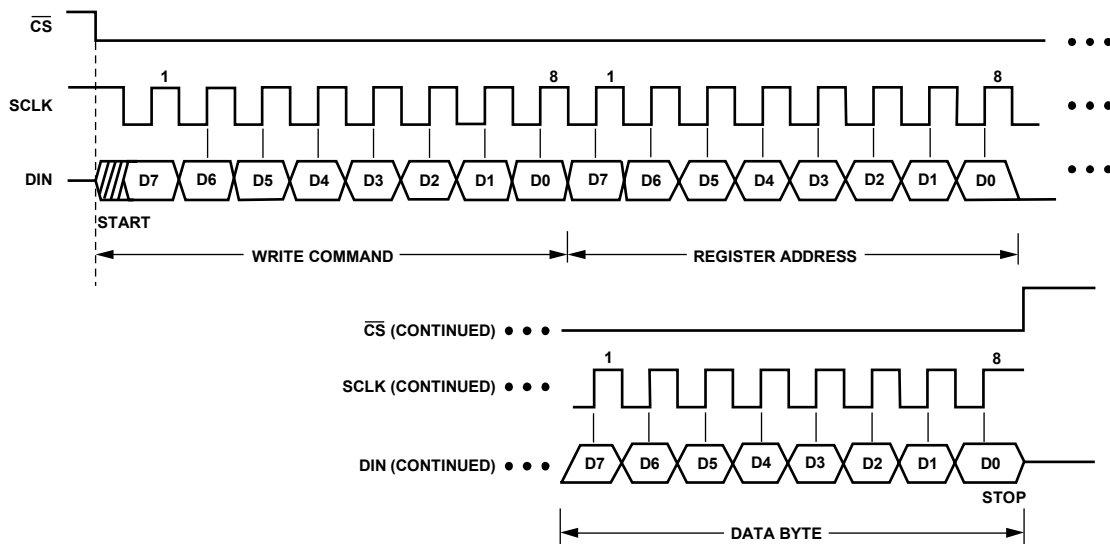 CS
1 8 1 8
SCLK
DIN D7 D6 D5 D4 D3 D2 D1 D0 D7 D6 D5 D4 D3 D2 D1 D0
START
WRITE COMMAND REGISTER ADDRESS
CS (CONTINUED)
1 8
SCLK (CONTINUED)
DIN (CONTINUED) D7 D6 D5 D4 D3 D2 D1 D0
STOP
DATA BYTE